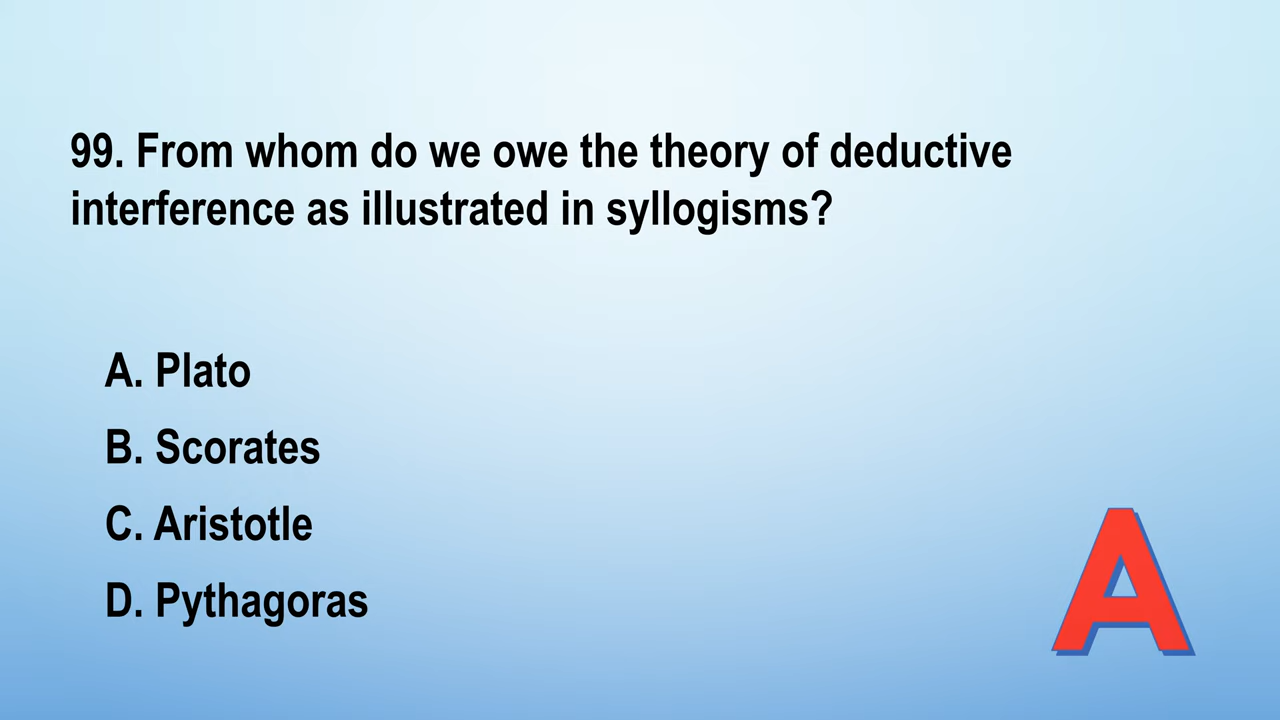 99. From whom do we owe the theory of deductive
interference as illustrated in syllogisms?
A. Plato
B. Scorates
C. Aristotle
D. Pythagoras
A